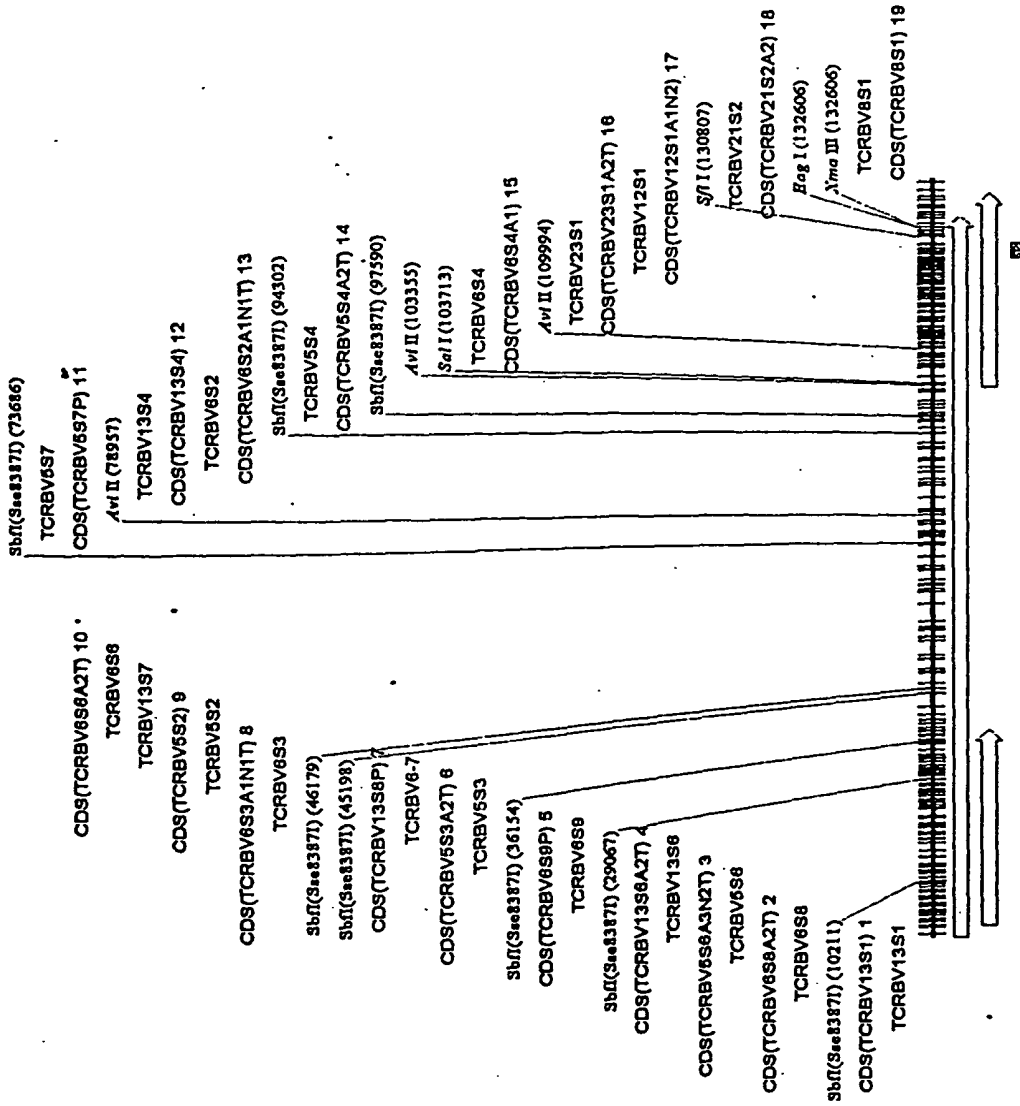 SbfI(Sse8387I) (73686)
TCRBV5S7
CDS(TCRBV5S7P) 11
AvrII (78957)
TCRBV13S4
CDS(TCRBV13S4) 12
TCRBV6S2
CDS(TCRBV6S2A1N1T) 13
SbfI(Sse8387I) (94302)
TCRBV5S4
CDS(TCRBV5S4A2T) 14
SbfI(Sse8387I) (97590)
AvrII (103355)
SalI (103713)
TCRBV6S4
CDS(TCRBV6S4A1) 15
AvrII (109994)
TCRBV23S1
CDS(TCRBV23S1A2T) 16
TCRBV12S1
CDS(TCRBV12S1A1N2) 17
SfiI (130807)
TCRBV21S2
CDS(TCRBV21S2A2) 18
EagI (132606)
XmaIII (132606)
TCRBV8S1
CDS(TCRBV8S1) 19
CDS(TCRBV6S6A2T) 10
TCRBV6S6
TCRBV13S7
CDS(TCRBV5S2) 9
TCRBV5S2
CDS(TCRBV6S3A1N1T) 8
TCRBV6S3
SbfI(Sse8387I) (46179)
SbfI(Sse8387I) (45198)
CDS(TCRBV13S8P) 7
TCRBV6-7
CDS(TCRBV5S3A2T) 6
TCRBV5S3
SbfI(Sse8387I) (36154)
CDS(TCRBV6S9P) 5
TCRBV6S9
SbfI(Sse8387I) (29067)
CDS(TCRBV13S6A2T) 4
TCRBV13S6
CDS(TCRBV5S6A3N2T) 3
TCRBV5S6
CDS(TCRBV6S8A2T) 2
TCRBV6S8
SbfI(Sse8387I) (10211)
CDS(TCRBV13S1) 1
TCRBV13S1